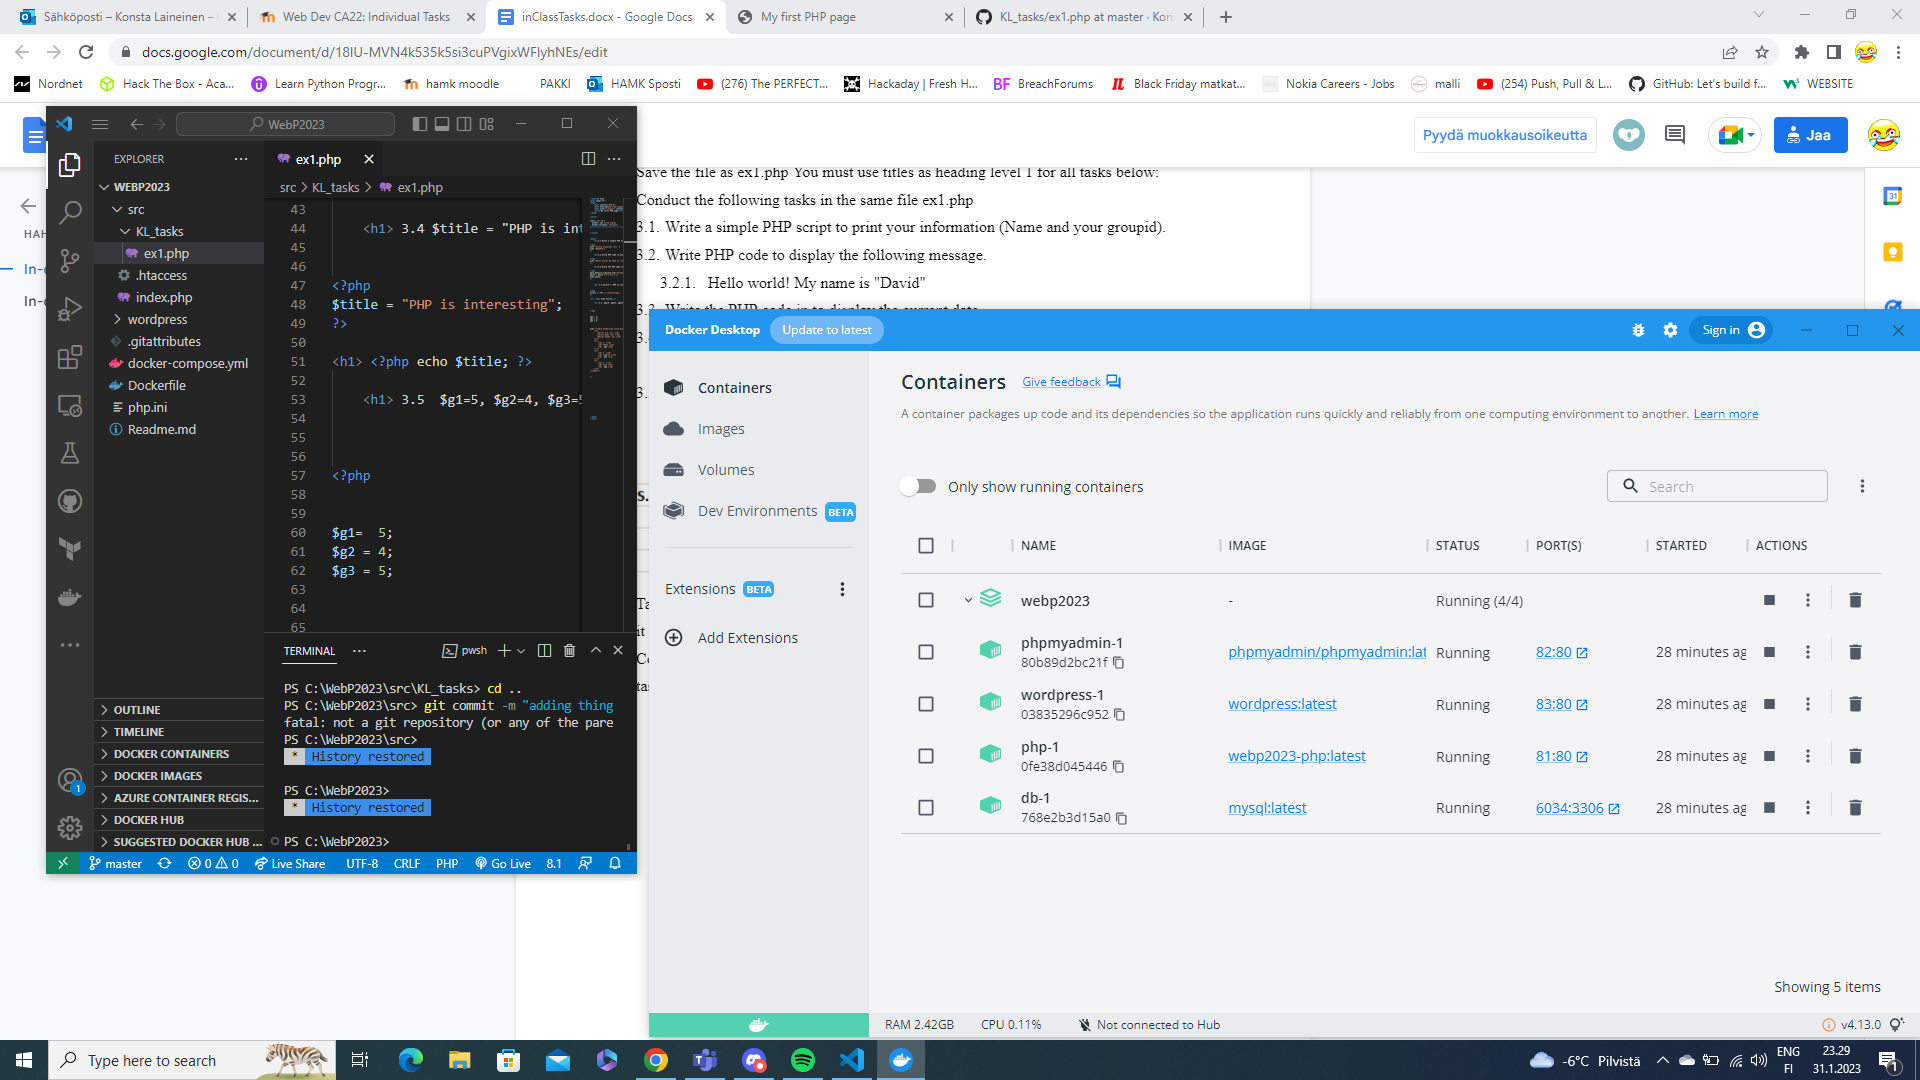 Sähköposti – Konsta Laineinen –
Web Dev CA22: Individual Tasks
inClassTasks.docx - Google Docs
My first PHP page
KL_tasks/ex1.php at master · Kon
docs.google.com/document/d/18IU-MVN4k535k5si3cuPVgixWFlyhNEs/edit
Nordnet
Hack The Box - Aca...
Learn Python Progr...
hamk moodle
PAKKI
HAMK Sposti
(276) The PERFECT...
Hackaday | Fresh H...
BreachForums
Black Friday matkat...
Nokia Careers - Jobs
malli
(254) Push, Pull & L...
GitHub: Let's build f...
WEBSITE
Pyydä muokkausoikeutta
Jaa
Save the file as ex1.php You must use titles as heading level 1 for all tasks below:
Conduct the following tasks in the same file ex1.php
3.1. Write a simple PHP script to print your information (Name and your groupid).
3.2. Write PHP code to display the following message.
3.2.1. Hello world! My name is "David"
WebP2023
EXPLORER
WEBP2023
src
KL_tasks
ex1.php
.htaccess
index.php
wordpress
.gitattributes
docker-compose.yml
Dockerfile
php.ini
Readme.md
OUTLINE
TIMELINE
DOCKER CONTAINERS
DOCKER IMAGES
AZURE CONTAINER REGIS...
DOCKER HUB
SUGGESTED DOCKER HUB ...
ex1.php
src > KL_tasks > ex1.php
43
44 <h1> 3.4 $title = "PHP is int
45
46
47 <?php
48 $title = "PHP is interesting";
49 ?>
50
51 <h1> <?php echo $title; ?>
52
53 <h1> 3.5 $g1=5, $g2=4, $g3=5
54
55
56
57 <?php
58
59
60 $g1= 5;
61 $g2 = 4;
62 $g3 = 5;
63
64
65
TERMINAL
pwsh
PS C:\WebP2023\src\KL_tasks> cd ..
PS C:\WebP2023\src> git commit -m "adding thing
fatal: not a git repository (or any of the pare
PS C:\WebP2023\src>
* History restored
PS C:\WebP2023>
* History restored
PS C:\WebP2023>
master
0 0
Live Share
UTF-8
CRLF
PHP
Go Live
8.1
Docker Desktop
Update to latest
Sign in
Containers
Images
Volumes
Dev Environments BETA
Extensions BETA
Add Extensions
Containers
Give feedback
A container packages up code and its dependencies so the application runs quickly and reliably from one computing environment to another. Learn more
Only show running containers
Search
NAME IMAGE STATUS PORT(S) STARTED ACTIONS
webp2023 - Running (4/4)
phpmyadmin-1 phpmyadmin/phpmyadmin:lat Running 82:80 28 minutes ag
80b89d2bc21f
wordpress-1 wordpress:latest Running 83:80 28 minutes ag
03835296c952
php-1 webp2023-php:latest Running 81:80 28 minutes ag
0fe38d045446
db-1 mysql:latest Running 6034:3306 28 minutes ag
768e2b3d15a0
Showing 5 items
RAM 2.42GB CPU 0.11% Not connected to Hub
v4.13.0
Type here to search
-6°C Pilvistä
ENG
FI
23.29
31.1.2023
1